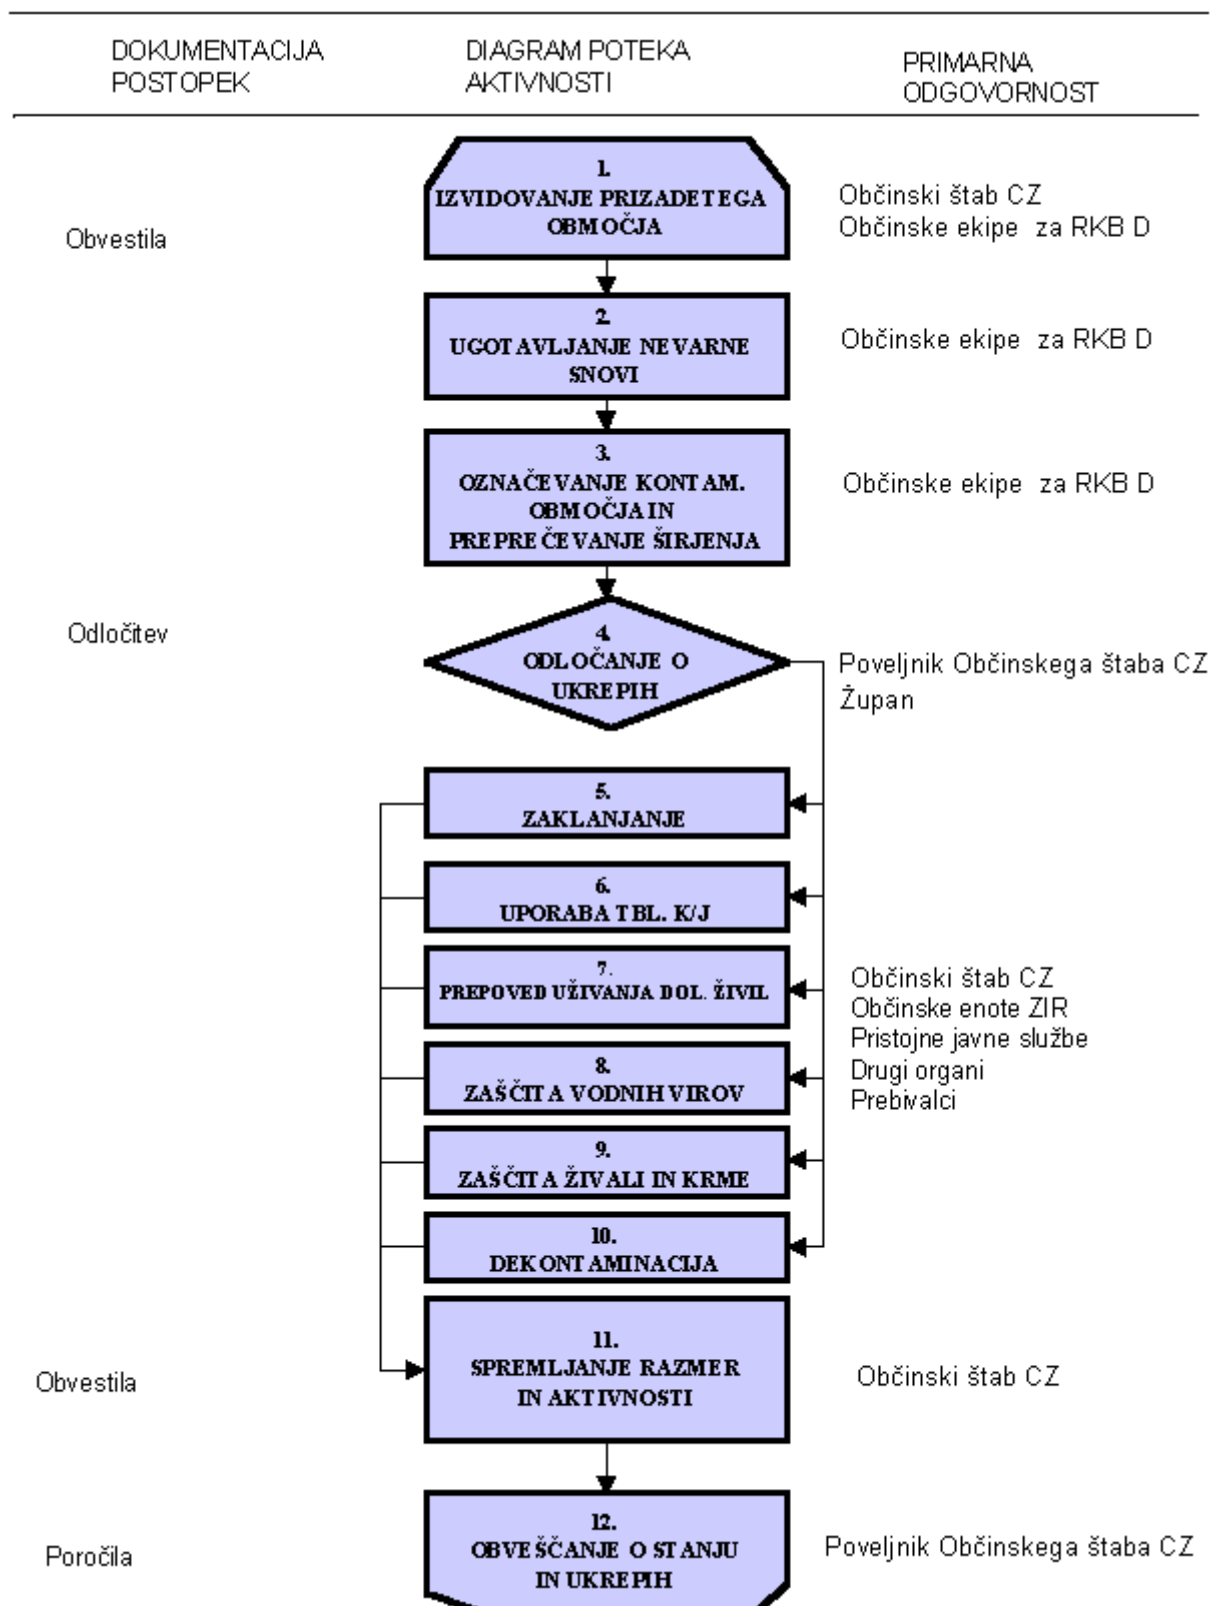 DOKUMENTACIJA
POSTOPEK
DIAGRAM POTEKA
AKTIVNOSTI
PRIMARNA
ODGOVORNOST
Obvestila
1.
IZVIDOVANJE PRIZADETEGA
OBMOČJA
Občinski štab CZ
Občinske ekipe za RKB D
2.
UGOTAVLJANJE NEVARNE
SNOVI
Občinske ekipe za RKB D
3.
OZNAČEVANJE KONTAM.
OBMOČJA IN
PREPREČEVANJE ŠIRJENJA
Občinske ekipe za RKB D
Odločitev
4.
ODLOČANJE O
UKREPIH
Poveljnik Občinskega štaba CZ
Župan
5.
ZAKLANJANJE
6.
UPORABA TBL. K/J
7.
PREPOVED UŽIVANJA DOL. ŽIVIL
8.
ZAŠČITA VODNIH VIROV
9.
ZAŠČITA ŽIVALI IN KRME
10.
DEKONTAMINACIJA
Občinski štab CZ
Občinske enote ZIR
Pristojne javne službe
Drugi organi
Prebivalci
Obvestila
11.
SPREMLJANJE RAZMER
IN AKTIVNOSTI
Občinski štab CZ
Poročila
12.
OBVEŠČANJE O STANJU
IN UKREPIH
Poveljnik Občinskega štaba CZ